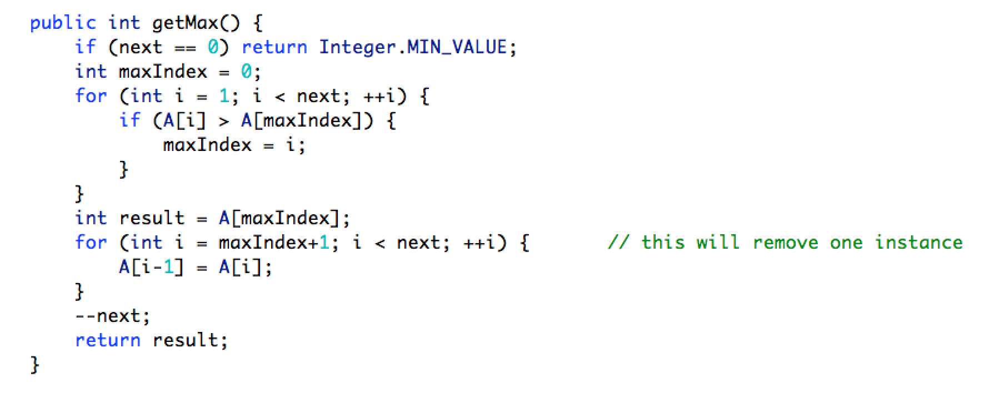 public int getMax() {
    if (next == 0) return Integer.MIN_VALUE;
    int maxIndex = 0;
    for (int i = 1; i < next; ++i) {
        if (A[i] > A[maxIndex]) {
            maxIndex = i;
        }
    }
    int result = A[maxIndex];
    for (int i = maxIndex+1; i < next; ++i) {       // this will remove one instance
        A[i-1] = A[i];
    }
    --next;
    return result;
}